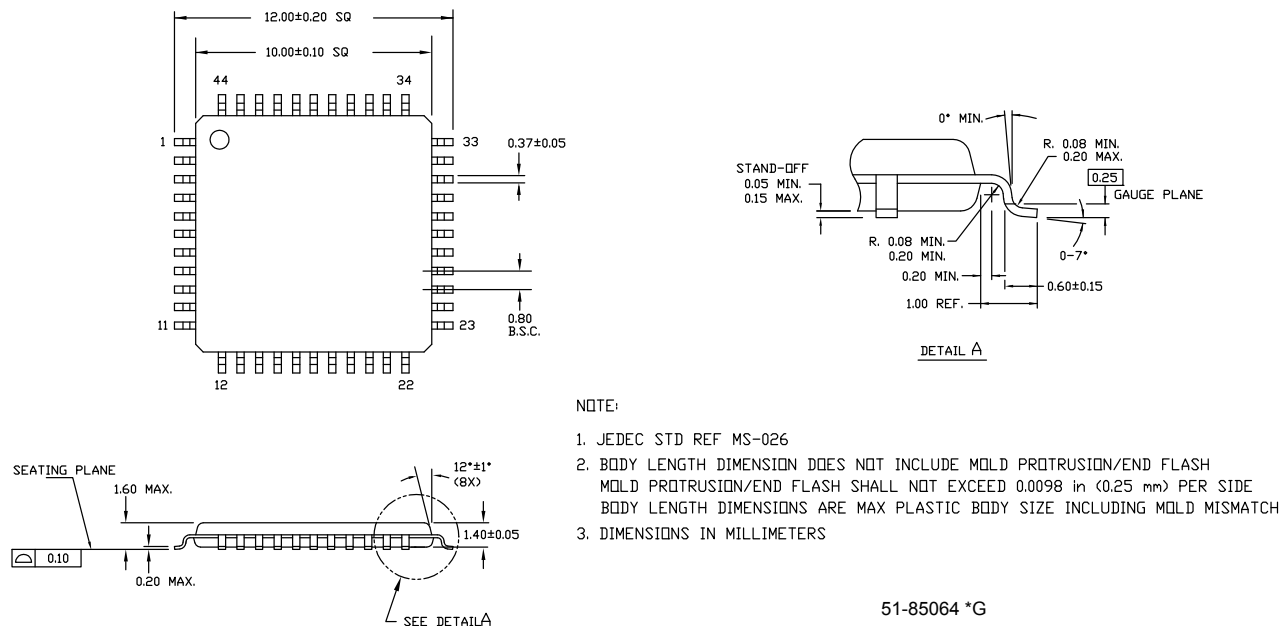 12.00±0.20 SQ
10.00±0.10 SQ
44
34
1
33
0.37±0.05
0.80
B.S.C.
11
23
12
22
0° MIN.
R. 0.08 MIN.
0.20 MAX.
STAND-OFF
0.05 MIN.
0.15 MAX.
0.25
GAUGE PLANE
R. 0.08 MIN.
0.20 MIN.
0-7°
0.20 MIN.
0.60±0.15
1.00 REF.
DETAIL A
NOTE:
1. JEDEC STD REF MS-026
2. BODY LENGTH DIMENSION DOES NOT INCLUDE MOLD PROTRUSION/END FLASH
MOLD PROTRUSION/END FLASH SHALL NOT EXCEED 0.0098 in (0.25 mm) PER SIDE
BODY LENGTH DIMENSIONS ARE MAX PLASTIC BODY SIZE INCLUDING MOLD MISMATCH
3. DIMENSIONS IN MILLIMETERS
SEATING PLANE
1.60 MAX.
12°±1°
(8X)
1.40±0.05
0.10
0.20 MAX.
SEE DETAILA
51-85064 *G